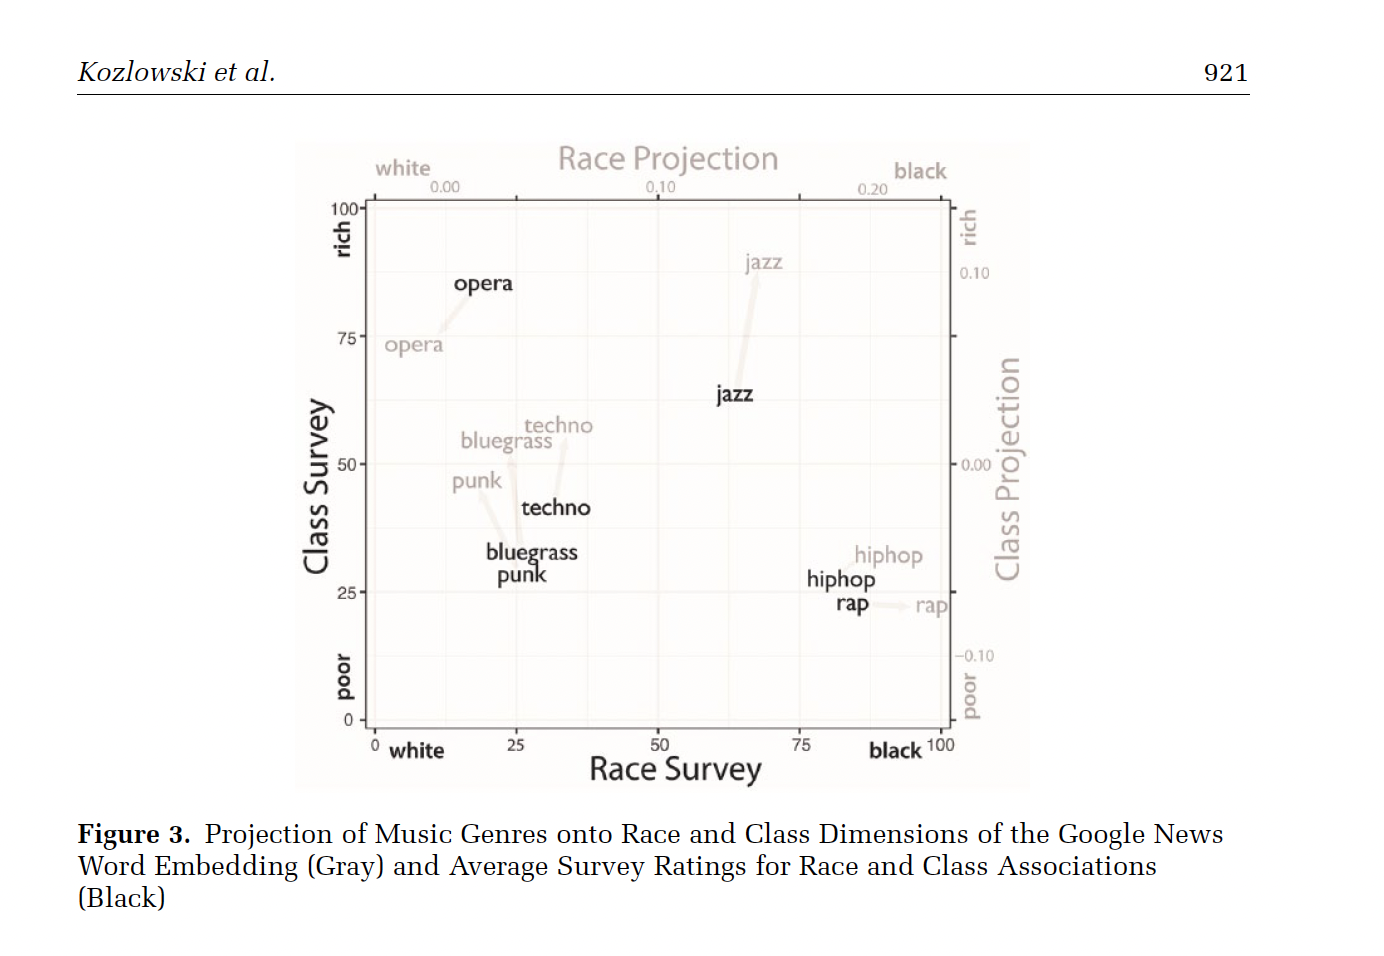 Kozlowski et al. 921
Race Projection
white black
0.00 0.10 0.20
100
rich
rich
jazz
0.10
opera
75
opera
jazz
Class Survey
Class Projection
techno
bluegrass
50
0.00
punk
techno
bluegrass
hiphop
punk
hiphop
25
rap
rap
poor
−0.10
poor
0
0 white 25 50 75 black 100
Race Survey
Figure 3. Projection of Music Genres onto Race and Class Dimensions of the Google News
Word Embedding (Gray) and Average Survey Ratings for Race and Class Associations
(Black)